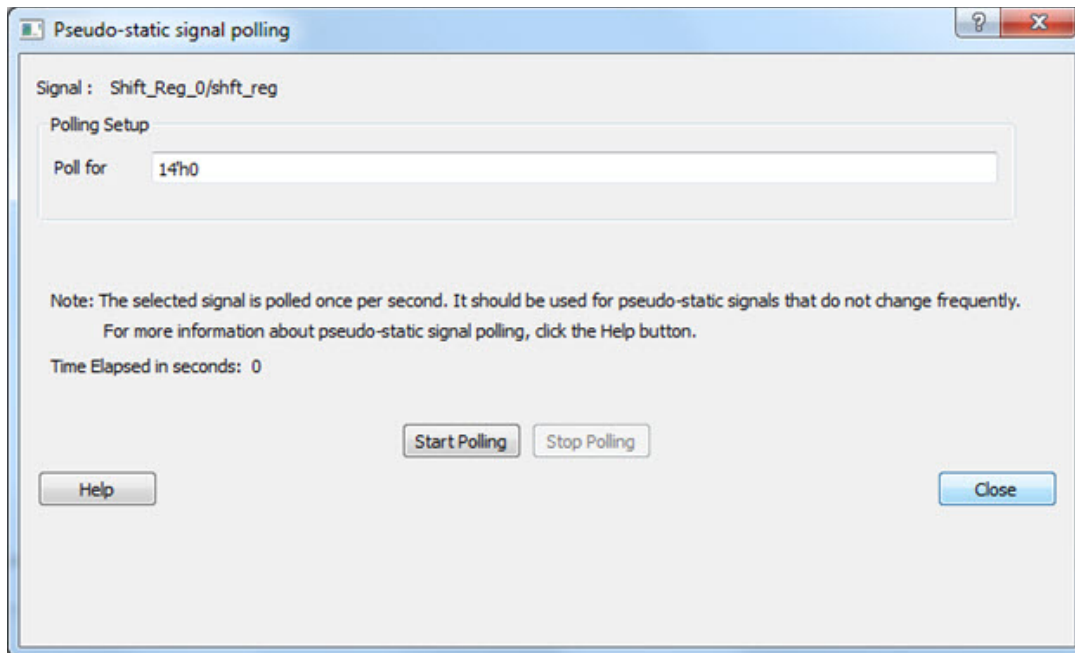 Pseudo-static signal polling
Signal : Shift_Reg_0/shft_reg
Polling Setup
Poll for 14'h0
Note: The selected signal is polled once per second. It should be used for pseudo-static signals that do not change frequently.
For more information about pseudo-static signal polling, click the Help button.
Time Elapsed in seconds: 0
Start Polling Stop Polling
Help Close